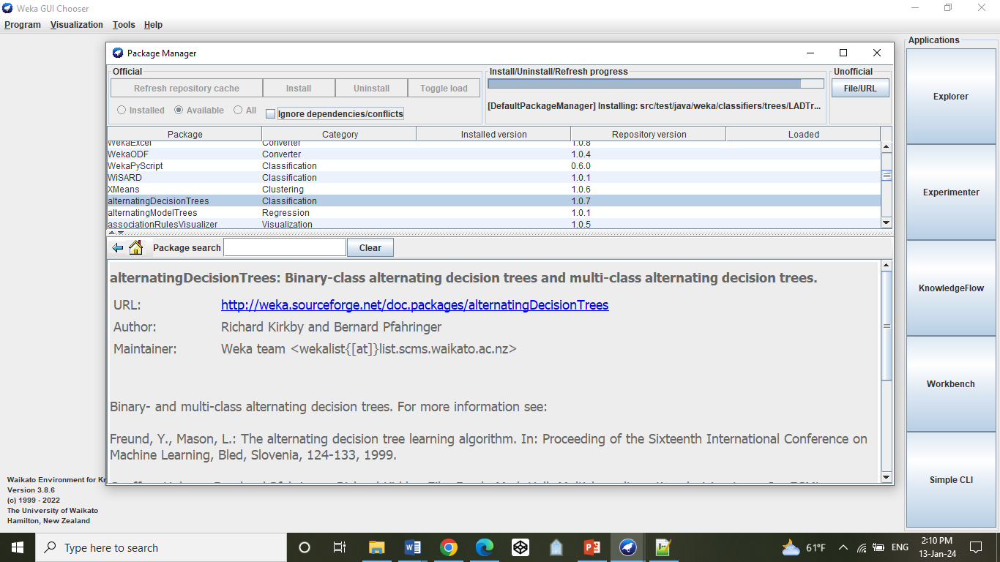 Weka GUI Chooser
Program Visualization Tools Help
Applications
Package Manager
Official
Install/Uninstall/Refresh progress
Unofficial
Refresh repository cache Install Uninstall Toggle load
File/URL
Installed Available All Ignore dependencies/conflicts
[DefaultPackageManager] Installing: src/test/java/weka/classifiers/trees/LADTr...
Package Category Installed version Repository version Loaded
WekaExcel Converter 1.0.8
WekaODF Converter 1.0.4
WekaPyScript Classification 0.6.0
WiSARD Classification 1.0.1
XMeans Clustering 1.0.6
alternatingDecisionTrees Classification 1.0.7
alternatingModelTrees Regression 1.0.1
associationRulesVisualizer Visualization 1.0.5
Package search Clear
alternatingDecisionTrees: Binary-class alternating decision trees and multi-class alternating decision trees.
URL: http://weka.sourceforge.net/doc.packages/alternatingDecisionTrees
Author: Richard Kirkby and Bernard Pfahringer
Maintainer: Weka team <wekalist{[at]}list.scms.waikato.ac.nz>
Binary- and multi-class alternating decision trees. For more information see:
Freund, Y., Mason, L.: The alternating decision tree learning algorithm. In: Proceeding of the Sixteenth International Conference on
Machine Learning, Bled, Slovenia, 124-133, 1999.
Explorer
Experimenter
KnowledgeFlow
Workbench
Simple CLI
Waikato Environment for Kn
Version 3.8.6
(c) 1999 - 2022
The University of Waikato
Hamilton, New Zealand
Type here to search
61°F
ENG
2:10 PM
13-Jan-24